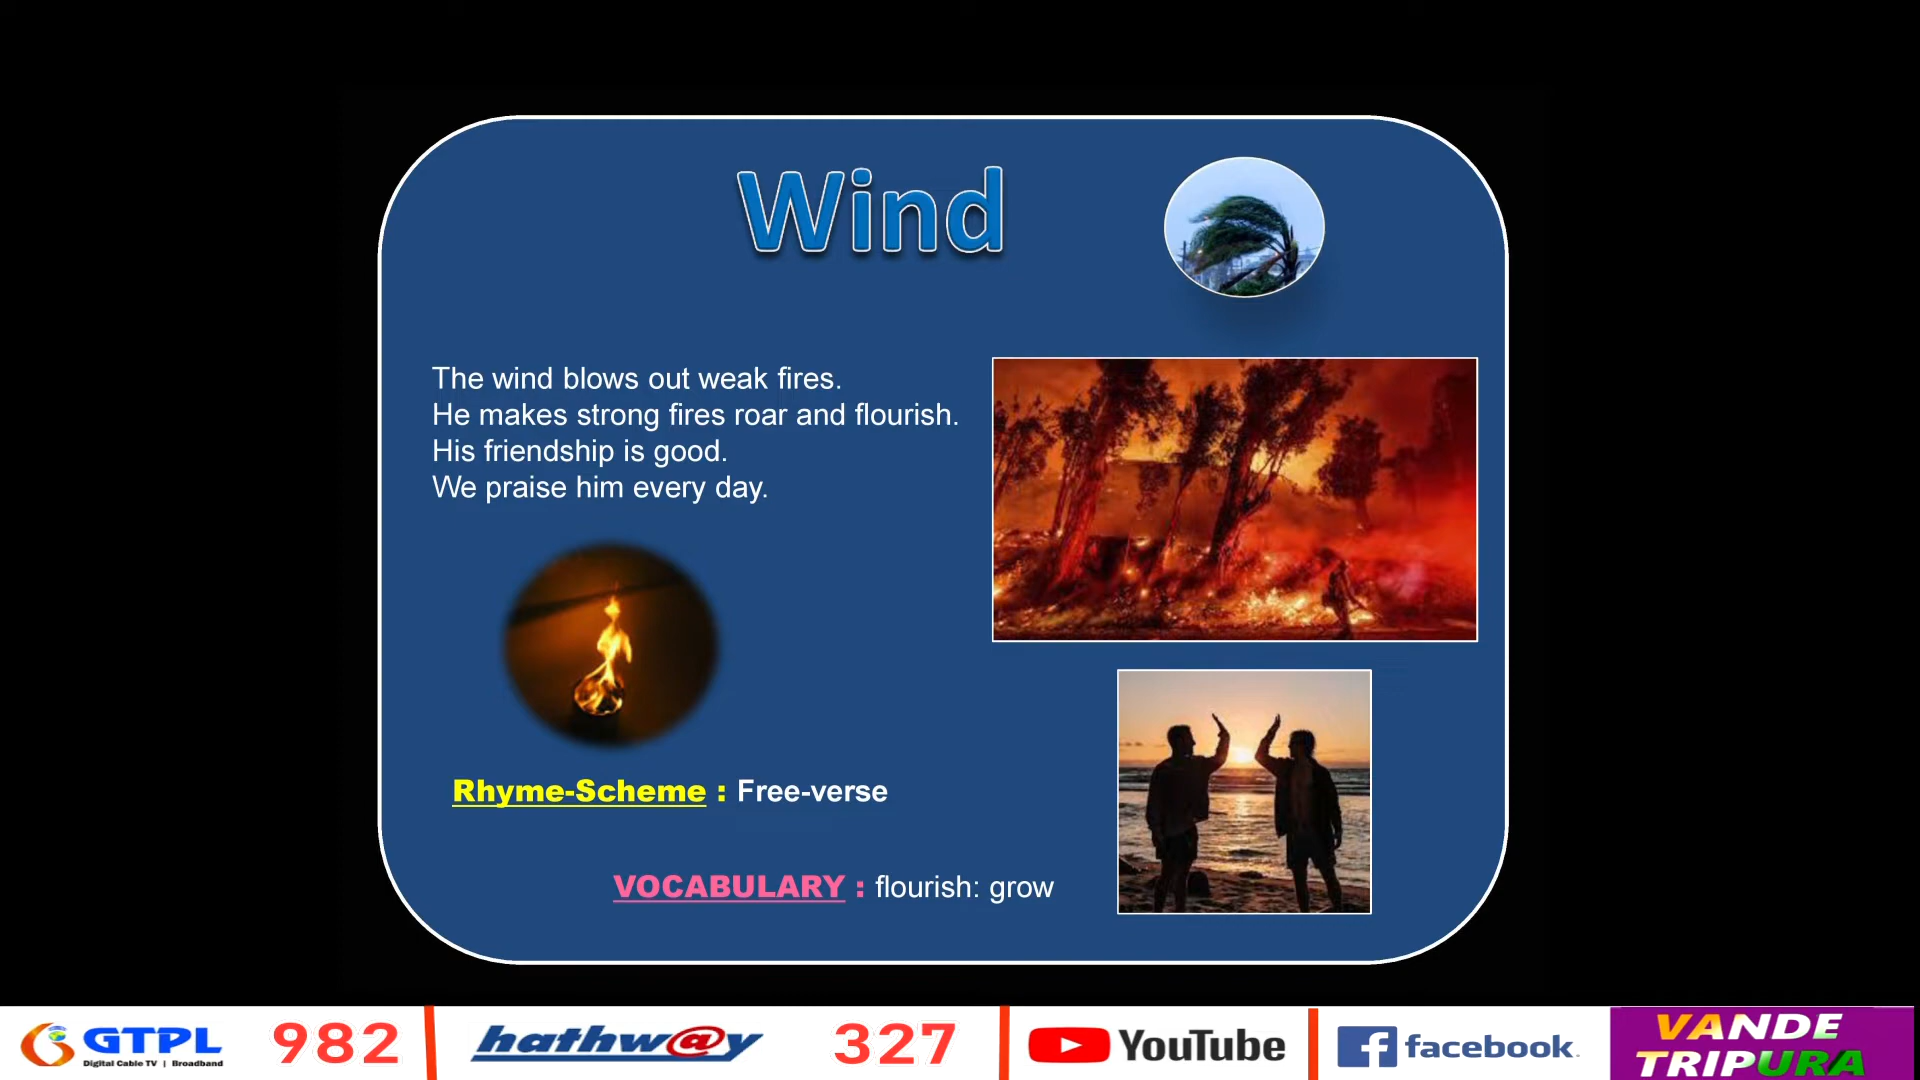 Wind
The wind blows out weak fires.
He makes strong fires roar and flourish.
His friendship is good.
We praise him every day.
Rhyme-Scheme : Free-verse
VOCABULARY : flourish: grow
GTPL
Digital Cable TV | Broadband
982
hathw@y
327
YouTube
facebook.
VANDE
TRIPURA